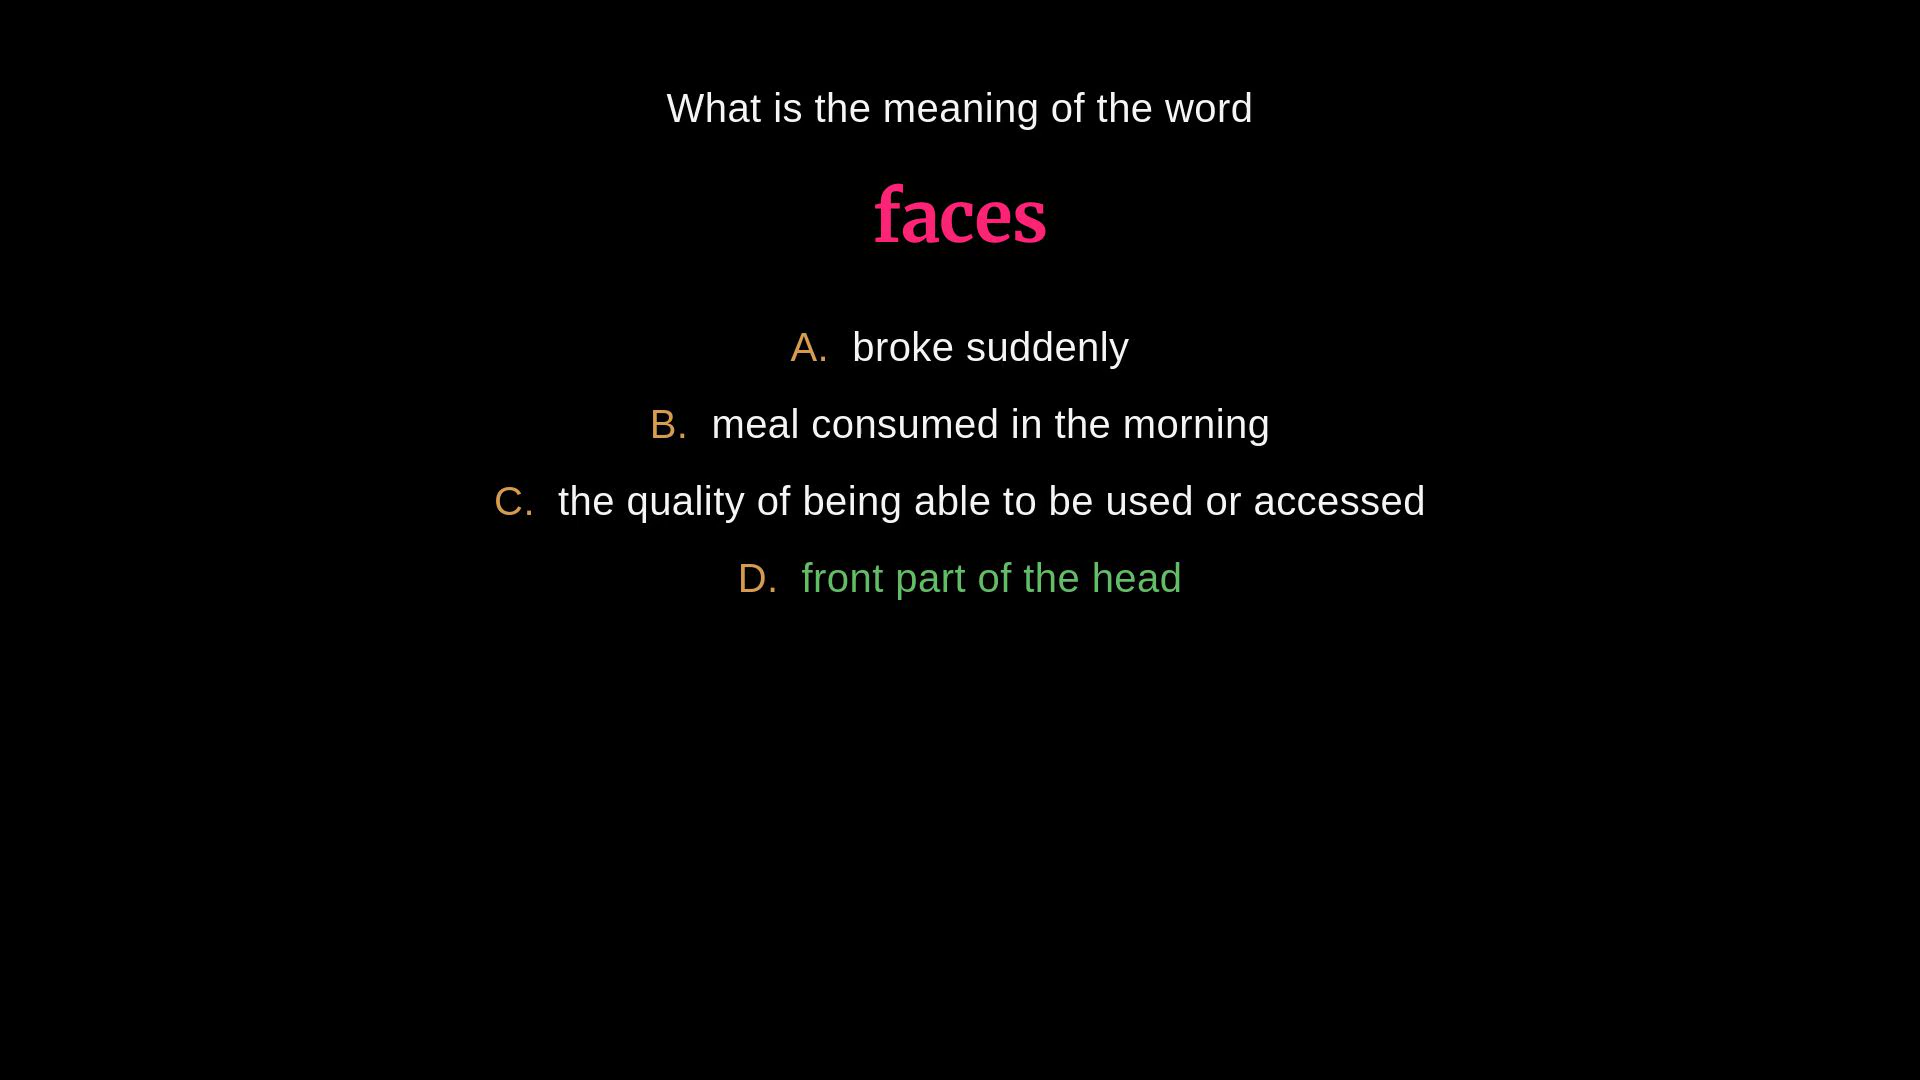 What is the meaning of the word
faces
A. broke suddenly
B. meal consumed in the morning
C. the quality of being able to be used or accessed
D. front part of the head